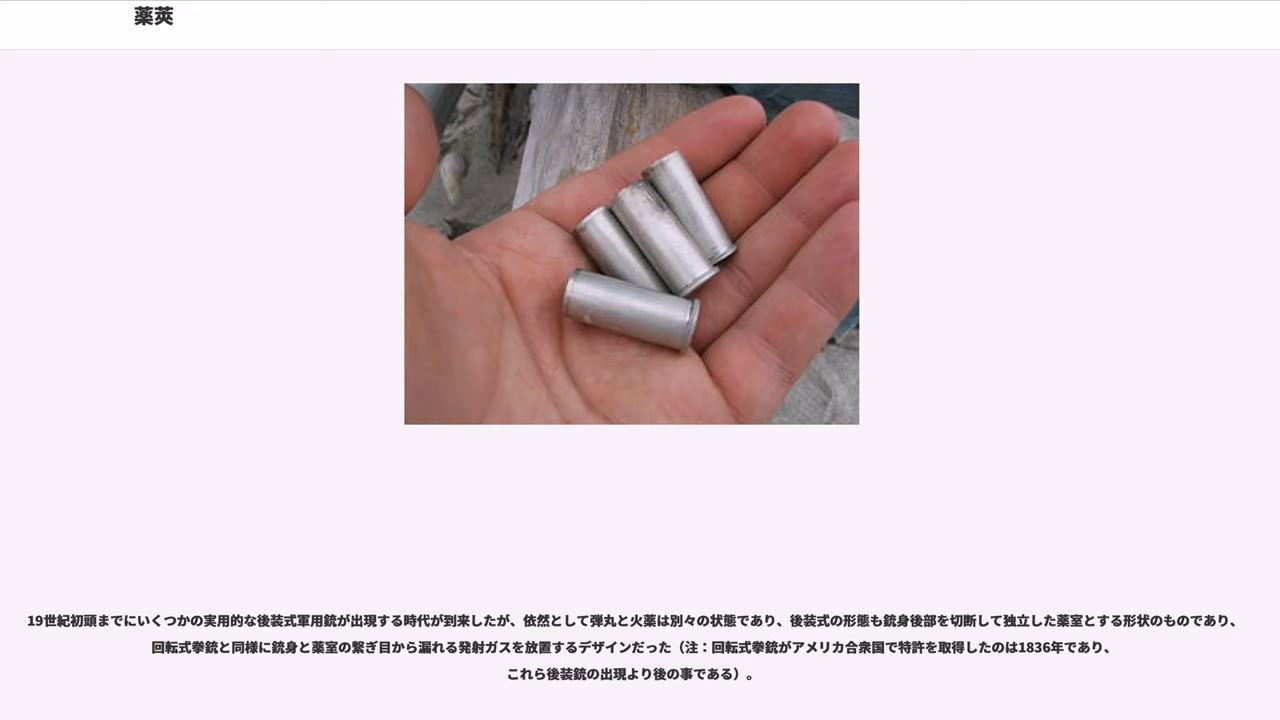 薬莢
19世紀初頭までにいくつかの実用的な後装式軍用銃が出現する時代が到来したが、依然として弾丸と火薬は別々の状態であり、後装式の形態も銃身後部を切断して独立した薬室とする形状のものであり、
回転式拳銃と同様に銃身と薬室の繋ぎ目から漏れる発射ガスを放置するデザインだった（注：回転式拳銃がアメリカ合衆国で特許を取得したのは1836年であり、
これら後装銃の出現より後の事である）。